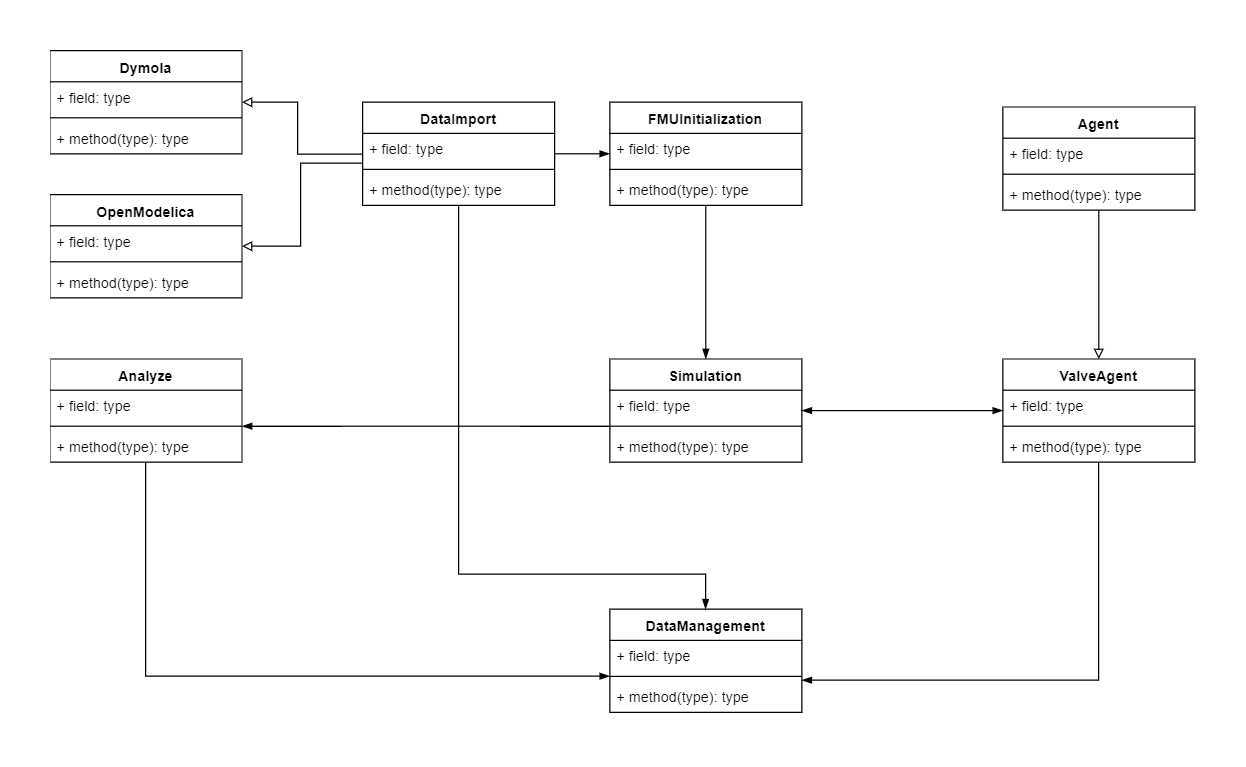 Dymola
+ field: type
+ method(type): type
DataImport
+ field: type
+ method(type): type
FMUInitialization
+ field: type
+ method(type): type
Agent
+ field: type
+ method(type): type
OpenModelica
+ field: type
+ method(type): type
Analyze
+ field: type
+ method(type): type
Simulation
+ field: type
+ method(type): type
ValveAgent
+ field: type
+ method(type): type
DataManagement
+ field: type
+ method(type): type